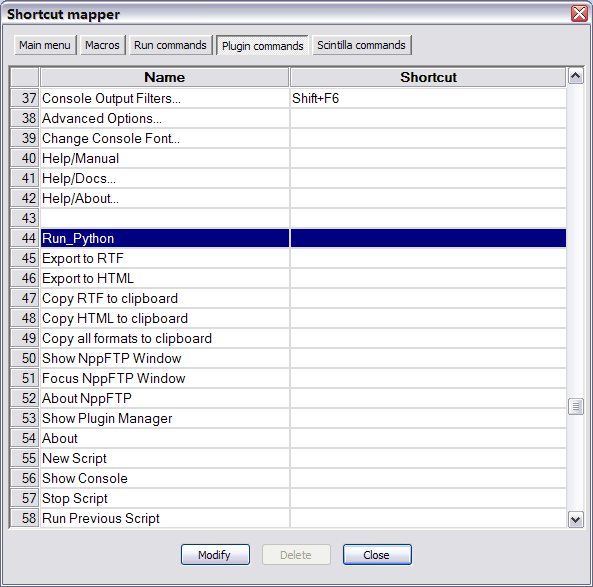 Shortcut mapper
Main menu Macros Run commands Plugin commands Scintilla commands
Name Shortcut
37 Console Output Filters... Shift+F6
38 Advanced Options...
39 Change Console Font...
40 Help/Manual
41 Help/Docs...
42 Help/About...
43
44 Run_Python
45 Export to RTF
46 Export to HTML
47 Copy RTF to clipboard
48 Copy HTML to clipboard
49 Copy all formats to clipboard
50 Show NppFTP Window
51 Focus NppFTP Window
52 About NppFTP
53 Show Plugin Manager
54 About
55 New Script
56 Show Console
57 Stop Script
58 Run Previous Script
Modify Delete Close